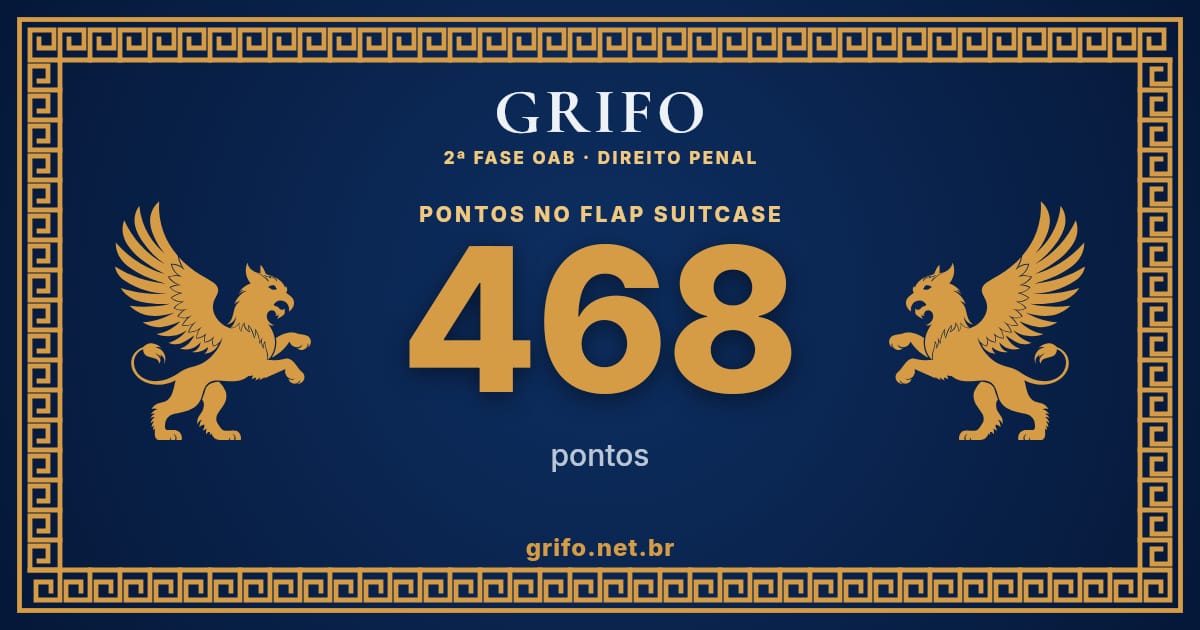 GRIFO
2ª FASE OAB · DIREITO PENAL
PONTOS NO FLAP SUITCASE
468
pontos
grifo.net.br